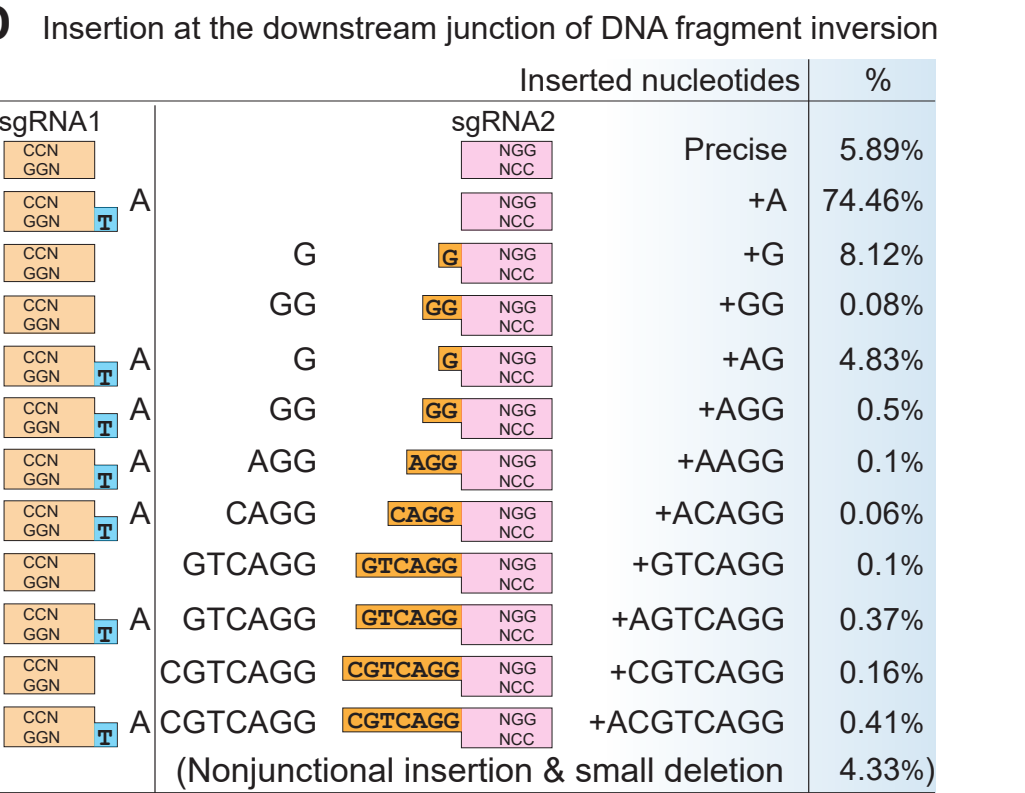 D Insertion at the downstream junction of DNA fragment inversion
Inserted nucleotides %
sgRNA1 sgRNA2
CCN NGG Precise 5.89%
GGN NCC
CCN A NGG +A 74.46%
GGN T NCC
CCN G G NGG +G 8.12%
GGN NCC
CCN GG GG NGG +GG 0.08%
GGN NCC
CCN A G G NGG +AG 4.83%
GGN T NCC
CCN A GG GG NGG +AGG 0.5%
GGN T NCC
CCN A AGG AGG NGG +AAGG 0.1%
GGN T NCC
CCN A CAGG CAGG NGG +ACAGG 0.06%
GGN T NCC
CCN GTCAGG GTCAGG NGG +GTCAGG 0.1%
GGN NCC
CCN A GTCAGG GTCAGG NGG +AGTCAGG 0.37%
GGN T NCC
CCN CGTCAGG CGTCAGG NGG +CGTCAGG 0.16%
GGN NCC
CCN A CGTCAGG CGTCAGG NGG +ACGTCAGG 0.41%
GGN T NCC
(Nonjunctional insertion & small deletion 4.33%)